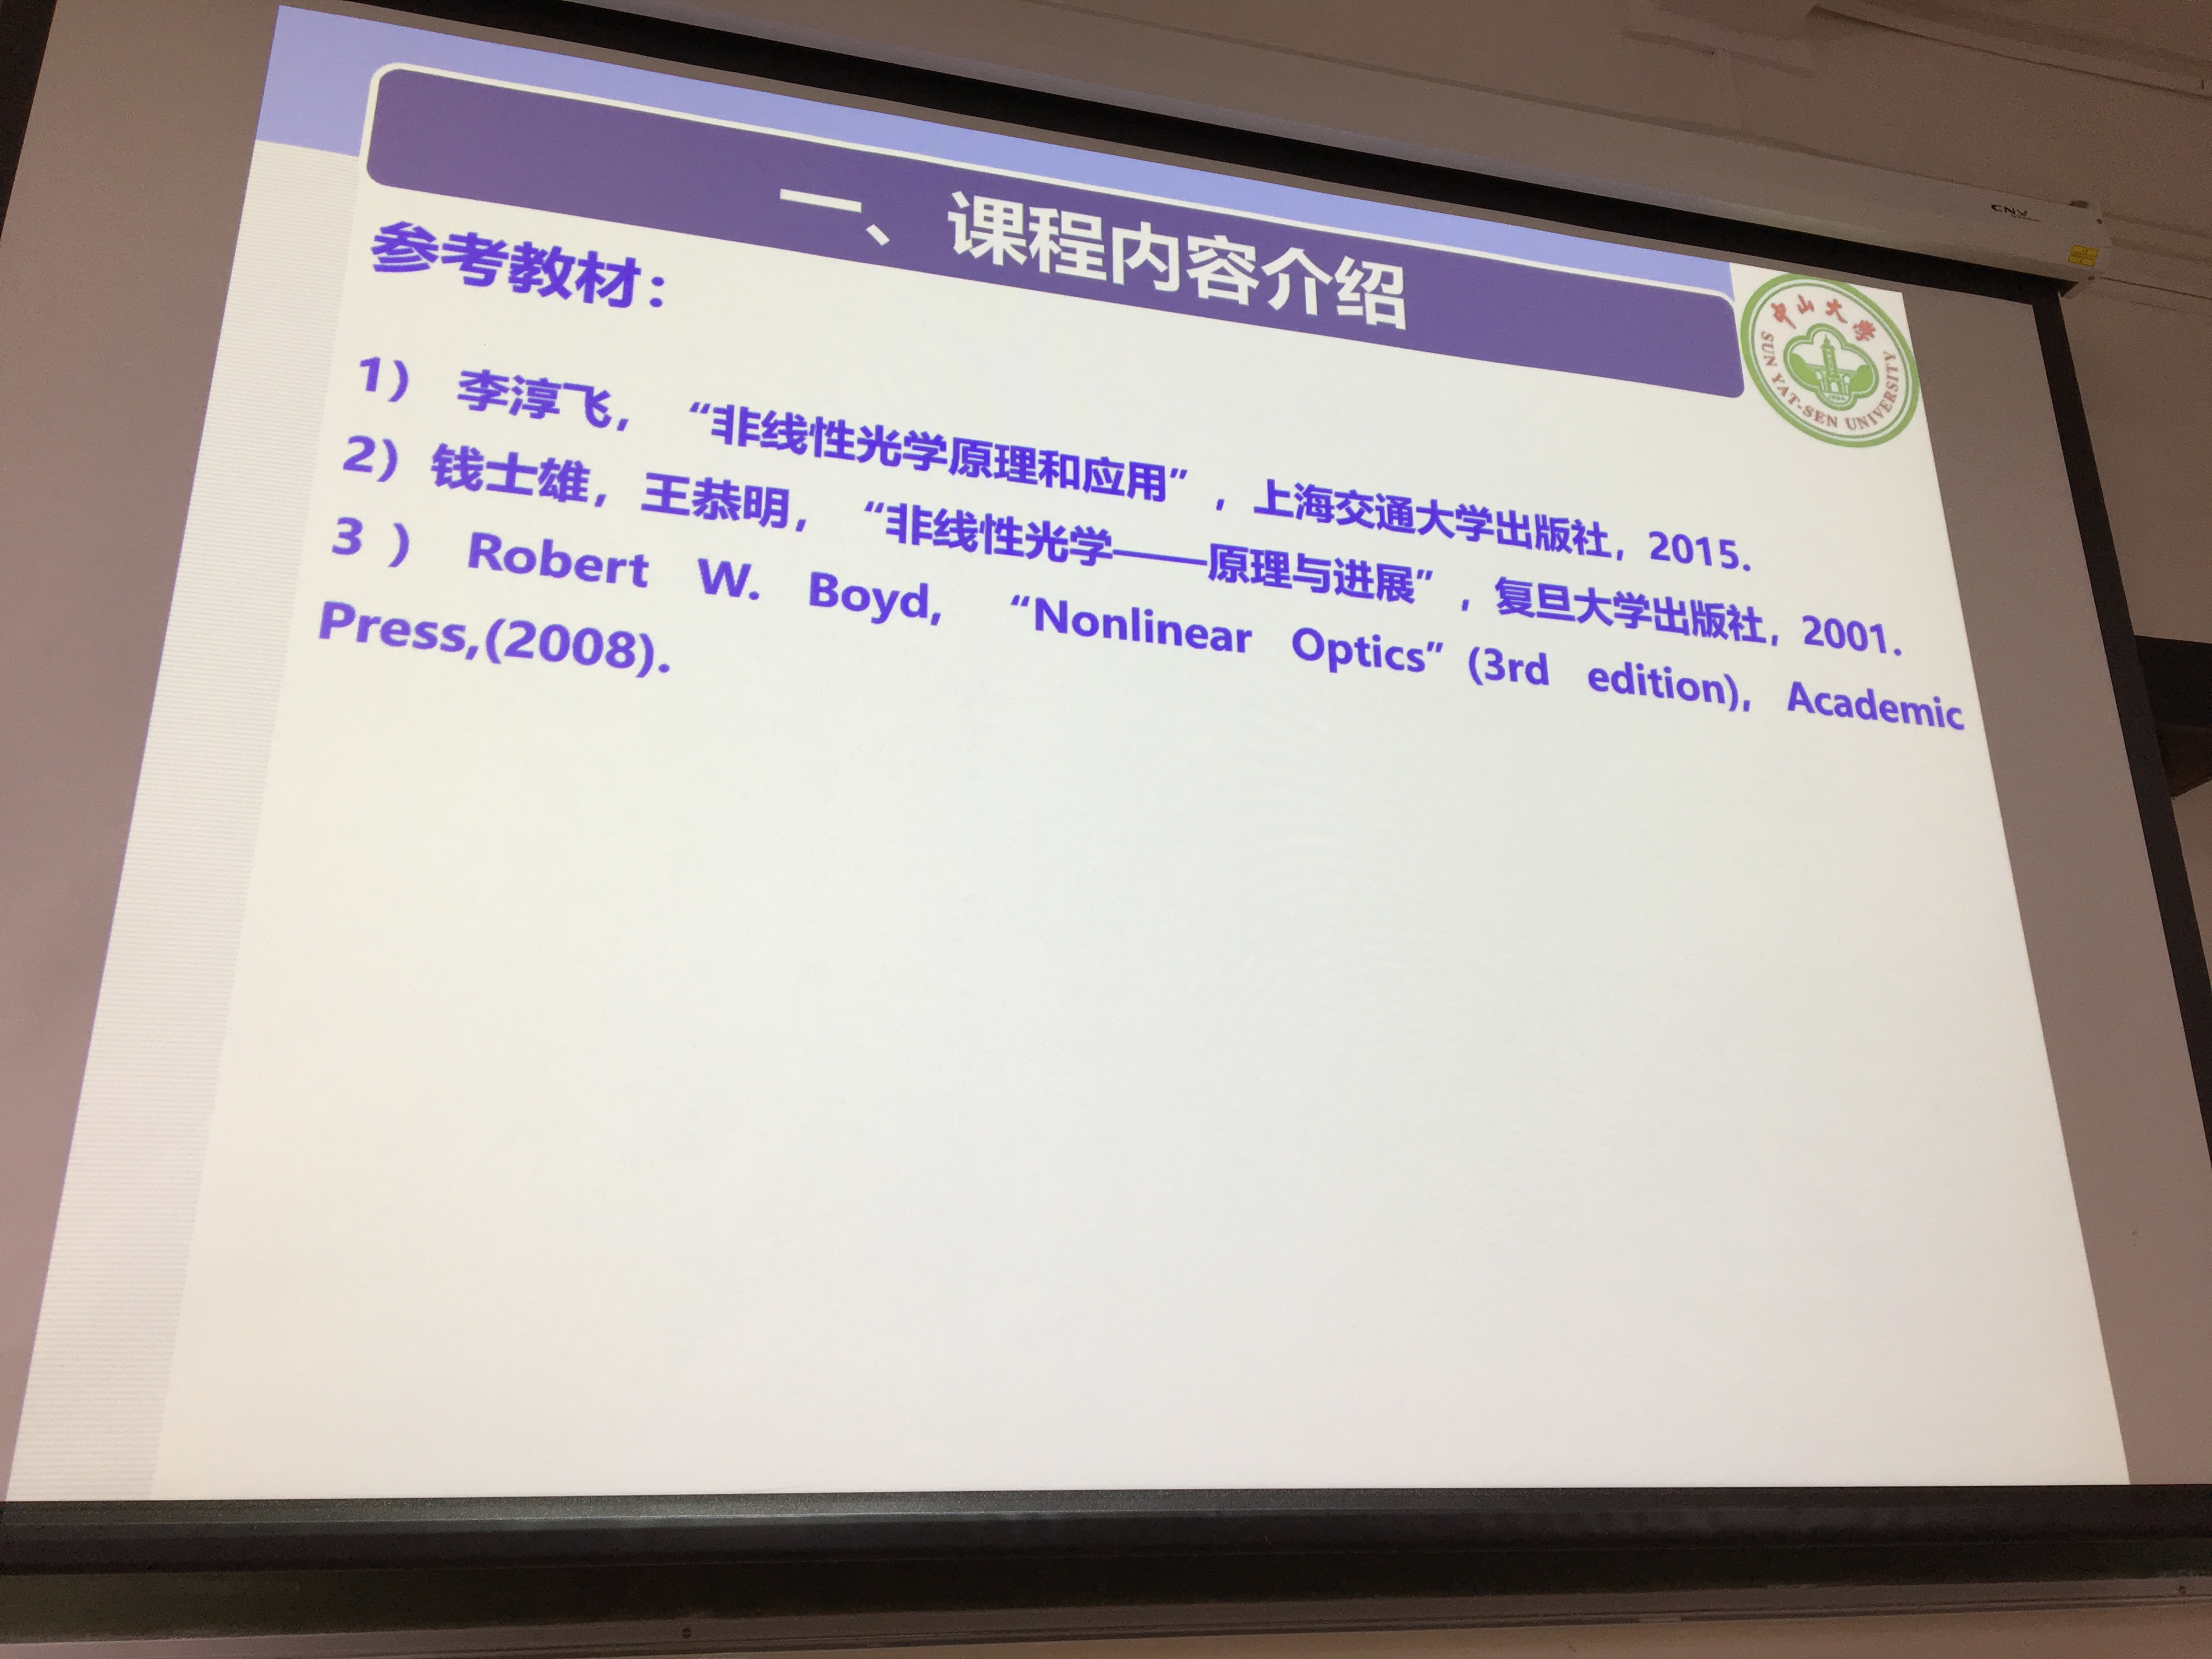 一、课程内容介绍
中山大学
SUN YAT-SEN UNIVERSITY
参考教材：
1） 李淳飞， “非线性光学原理和应用”，上海交通大学出版社，2015.
2）钱士雄，王恭明， “非线性光学——原理与进展”，复旦大学出版社，2001.
3 ） Robert W. Boyd, “Nonlinear Optics” (3rd edition), Academic
Press,(2008).
CNV